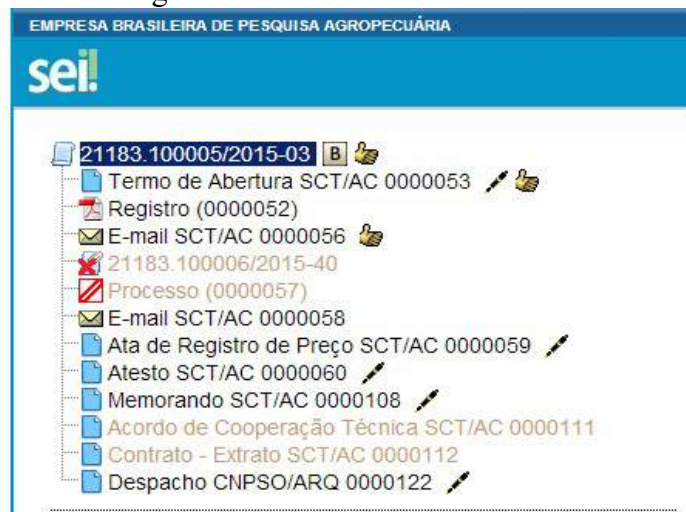 EMPRESA BRASILEIRA DE PESQUISA AGROPECUÁRIA
sei!
21183.100005/2015-03 B
Termo de Abertura SCT/AC 0000053
Registro (0000052)
E-mail SCT/AC 0000056
21183.100006/2015-40
Processo (0000057)
E-mail SCT/AC 0000058
Ata de Registro de Preço SCT/AC 0000059
Atesto SCT/AC 0000060
Memorando SCT/AC 0000108
Acordo de Cooperação Técnica SCT/AC 0000111
Contrato - Extrato SCT/AC 0000112
Despacho CNPSO/ARQ 0000122